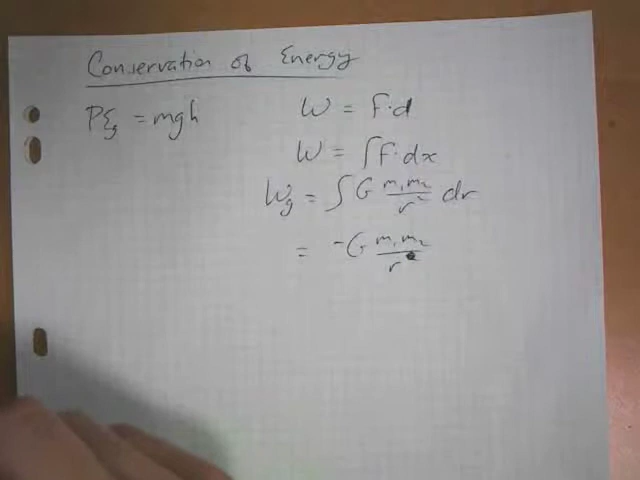 Conservation of Energy
PEg = mgh
W = F·d
W = ∫F·dx
Wg = ∫G m₁m₂/r² dr
= -G m₁m₂/r